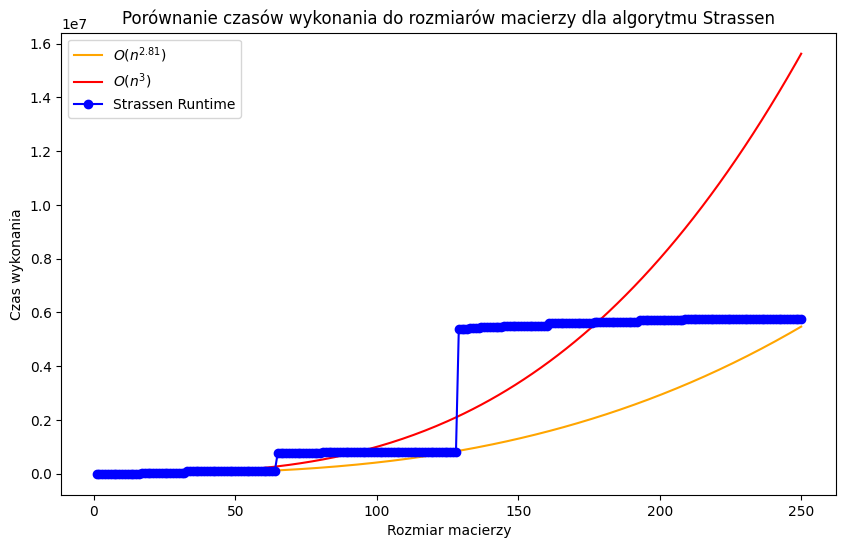 Porównanie czasów wykonania do rozmiarów macierzy dla algorytmu Strassen
1e7
O(n^2.81)
O(n^3)
Strassen Runtime
1.6
1.4
1.2
1.0
0.8
0.6
0.4
0.2
0.0
Czas wykonania
0 50 100 150 200 250
Rozmiar macierzy